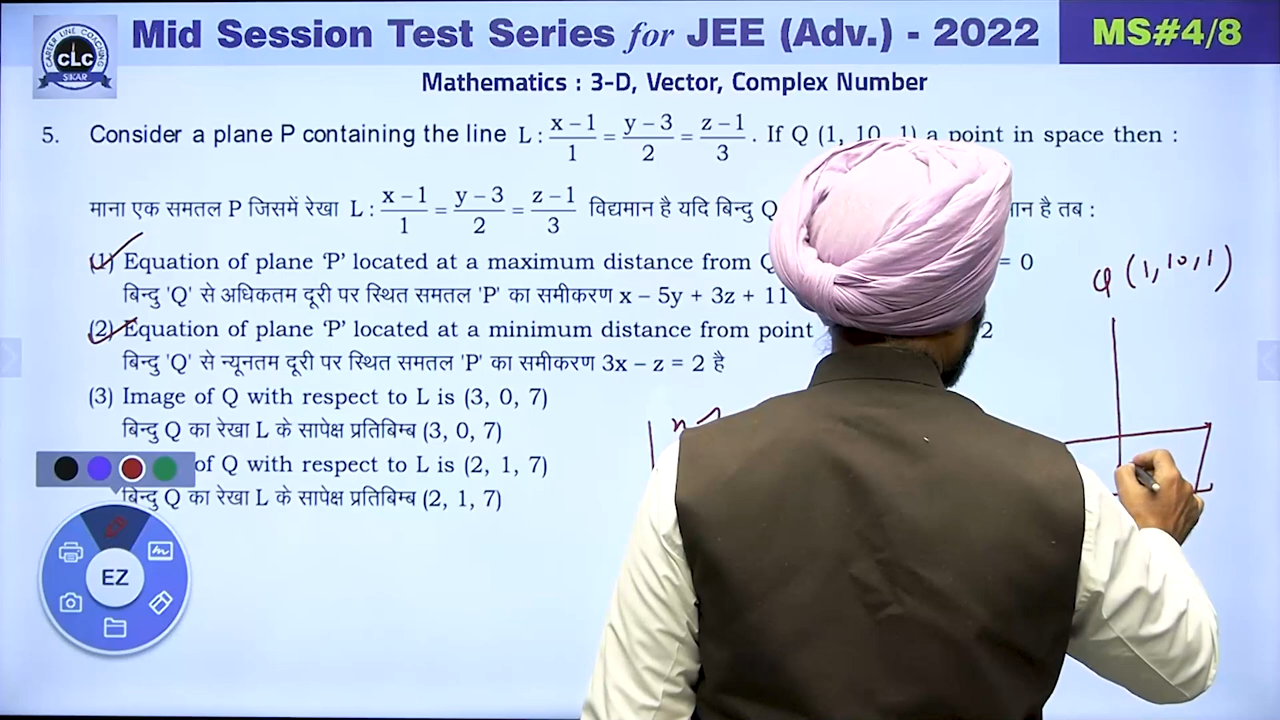 CAREER LINE COACHING
CLC
SIKAR
Mid Session Test Series for JEE (Adv.) - 2022
MS#4/8
Mathematics : 3-D, Vector, Complex Number
5. Consider a plane P containing the line L : x – 1/1 = y – 3/2 = z – 1/3 . If Q (1, 10, 1) a point in space then :
माना एक समतल P जिसमें रेखा L : x – 1/1 = y – 3/2 = z – 1/3 विद्यमान है यदि बिन्दु Q है तब :
(1) Equation of plane ‘P’ located at a maximum distance from Q = 0
बिन्दु 'Q' से अधिकतम दूरी पर स्थित समतल 'P' का समीकरण x – 5y + 3z + 11
(2) Equation of plane ‘P’ located at a minimum distance from point 2
बिन्दु 'Q' से न्यूनतम दूरी पर स्थित समतल 'P' का समीकरण 3x – z = 2 है
(3) Image of Q with respect to L is (3, 0, 7)
बिन्दु Q का रेखा L के सापेक्ष प्रतिबिम्ब (3, 0, 7)
of Q with respect to L is (2, 1, 7)
बिन्दु Q का रेखा L के सापेक्ष प्रतिबिम्ब (2, 1, 7)
Q (1, 10, 1)
EZ